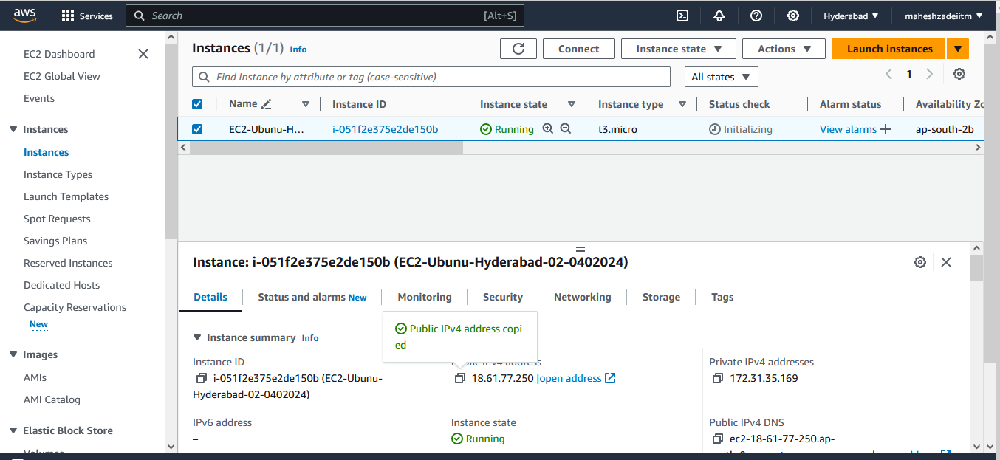 aws Services Search [Alt+S] Hyderabad maheshzadeiitm
EC2 Dashboard
EC2 Global View
Events
Instances
Instances
Instance Types
Launch Templates
Spot Requests
Savings Plans
Reserved Instances
Dedicated Hosts
Capacity Reservations
New
Images
AMIs
AMI Catalog
Elastic Block Store
Volumes
Instances (1/1) Info Connect Instance state Actions Launch instances
Find Instance by attribute or tag (case-sensitive) All states 1
Name Instance ID Instance state Instance type Status check Alarm status Availability Zo
EC2-Ubunu-H... i-051f2e375e2de150b Running t3.micro Initializing View alarms + ap-south-2b
Instance: i-051f2e375e2de150b (EC2-Ubunu-Hyderabad-02-0402024)
Details Status and alarms New Monitoring Security Networking Storage Tags
Public IPv4 address copi
ed
Instance summary Info
Instance ID
i-051f2e375e2de150b (EC2-Ubunu-
Hyderabad-02-0402024)
Public IPv4 address
18.61.77.250 |open address
Private IPv4 addresses
172.31.35.169
IPv6 address
–
Instance state
Running
Public IPv4 DNS
ec2-18-61-77-250.ap-